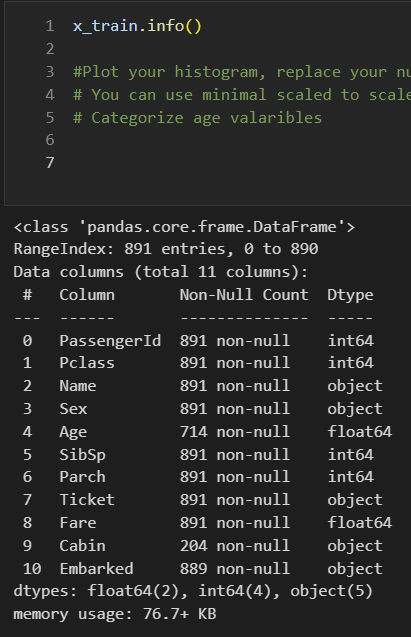 1 x_train.info()
2
3 #Plot your histogram, replace your nu
4 # You can use minimal scaled to scale
5 # Categorize age valaribles
6
7
<class 'pandas.core.frame.DataFrame'>
RangeIndex: 891 entries, 0 to 890
Data columns (total 11 columns):
 #   Column       Non-Null Count  Dtype
---  ------       --------------  -----
 0   PassengerId  891 non-null    int64
 1   Pclass       891 non-null    int64
 2   Name         891 non-null    object
 3   Sex          891 non-null    object
 4   Age          714 non-null    float64
 5   SibSp        891 non-null    int64
 6   Parch        891 non-null    int64
 7   Ticket       891 non-null    object
 8   Fare         891 non-null    float64
 9   Cabin        204 non-null    object
 10  Embarked     889 non-null    object
dtypes: float64(2), int64(4), object(5)
memory usage: 76.7+ KB